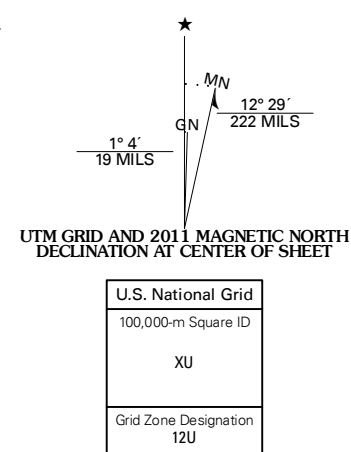 MN
GN
12° 29´
222 MILS
1° 4´
19 MILS
UTM GRID AND 2011 MAGNETIC NORTH
DECLINATION AT CENTER OF SHEET
U.S. National Grid
100,000-m Square ID
XU
Grid Zone Designation
12U